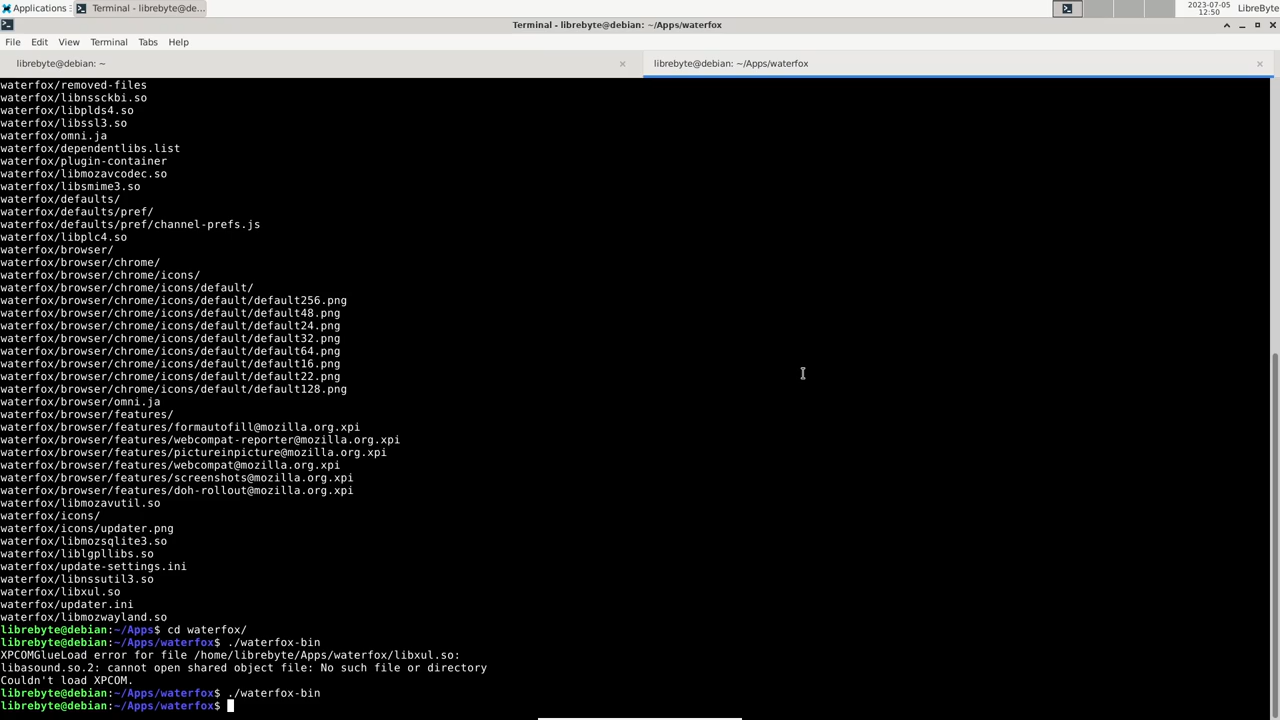 Applications
Terminal - librebyte@de...
2023-07-05
12:50
LibreByte
Terminal - librebyte@debian: ~/Apps/waterfox
File Edit View Terminal Tabs Help
librebyte@debian: ~
librebyte@debian: ~/Apps/waterfox
waterfox/removed-files
waterfox/libnssckbi.so
waterfox/libplds4.so
waterfox/libssl3.so
waterfox/omni.ja
waterfox/dependentlibs.list
waterfox/plugin-container
waterfox/libmozavcodec.so
waterfox/libsmime3.so
waterfox/defaults/
waterfox/defaults/pref/
waterfox/defaults/pref/channel-prefs.js
waterfox/libplc4.so
waterfox/browser/
waterfox/browser/chrome/
waterfox/browser/chrome/icons/
waterfox/browser/chrome/icons/default/
waterfox/browser/chrome/icons/default/default256.png
waterfox/browser/chrome/icons/default/default48.png
waterfox/browser/chrome/icons/default/default24.png
waterfox/browser/chrome/icons/default/default32.png
waterfox/browser/chrome/icons/default/default64.png
waterfox/browser/chrome/icons/default/default16.png
waterfox/browser/chrome/icons/default/default22.png
waterfox/browser/chrome/icons/default/default128.png
waterfox/browser/omni.ja
waterfox/browser/features/
waterfox/browser/features/formautofill@mozilla.org.xpi
waterfox/browser/features/webcompat-reporter@mozilla.org.xpi
waterfox/browser/features/pictureinpicture@mozilla.org.xpi
waterfox/browser/features/webcompat@mozilla.org.xpi
waterfox/browser/features/screenshots@mozilla.org.xpi
waterfox/browser/features/doh-rollout@mozilla.org.xpi
waterfox/libmozavutil.so
waterfox/icons/
waterfox/icons/updater.png
waterfox/libmozsqlite3.so
waterfox/liblgpllibs.so
waterfox/update-settings.ini
waterfox/libnssutil3.so
waterfox/libxul.so
waterfox/updater.ini
waterfox/libmozwayland.so
librebyte@debian:~/Apps$ cd waterfox/
librebyte@debian:~/Apps/waterfox$ ./waterfox-bin
XPCOMGlueLoad error for file /home/librebyte/Apps/waterfox/libxul.so:
libasound.so.2: cannot open shared object file: No such file or directory
Couldn't load XPCOM.
librebyte@debian:~/Apps/waterfox$ ./waterfox-bin
librebyte@debian:~/Apps/waterfox$